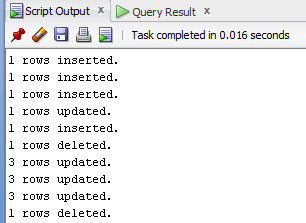 Script Output x Query Result x
Task completed in 0.016 seconds
1 rows inserted.
1 rows inserted.
1 rows inserted.
1 rows updated.
1 rows inserted.
1 rows deleted.
3 rows updated.
3 rows updated.
3 rows updated.
1 rows deleted.